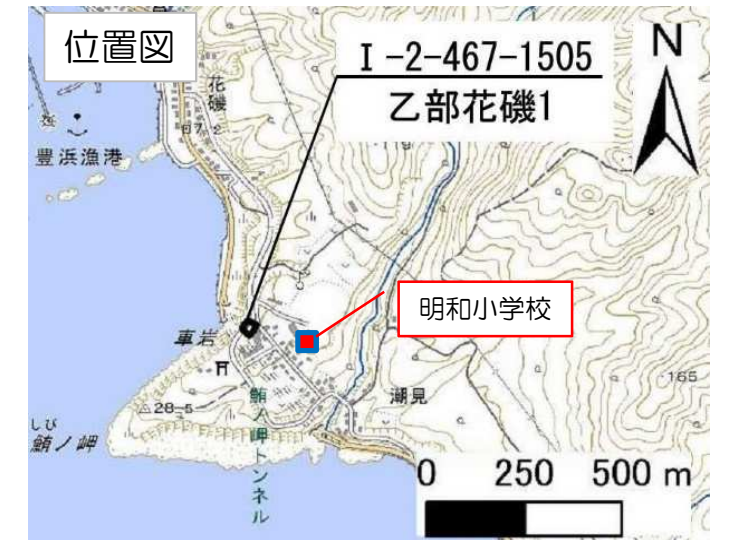 位置図
I-2-467-1505
乙部花磯1
N
花磯
豊浜漁港
明和小学校
車岩
潮見
165
28.5
しび
鮪ノ岬
鮪ノ岬トンネル
0 250 500 m